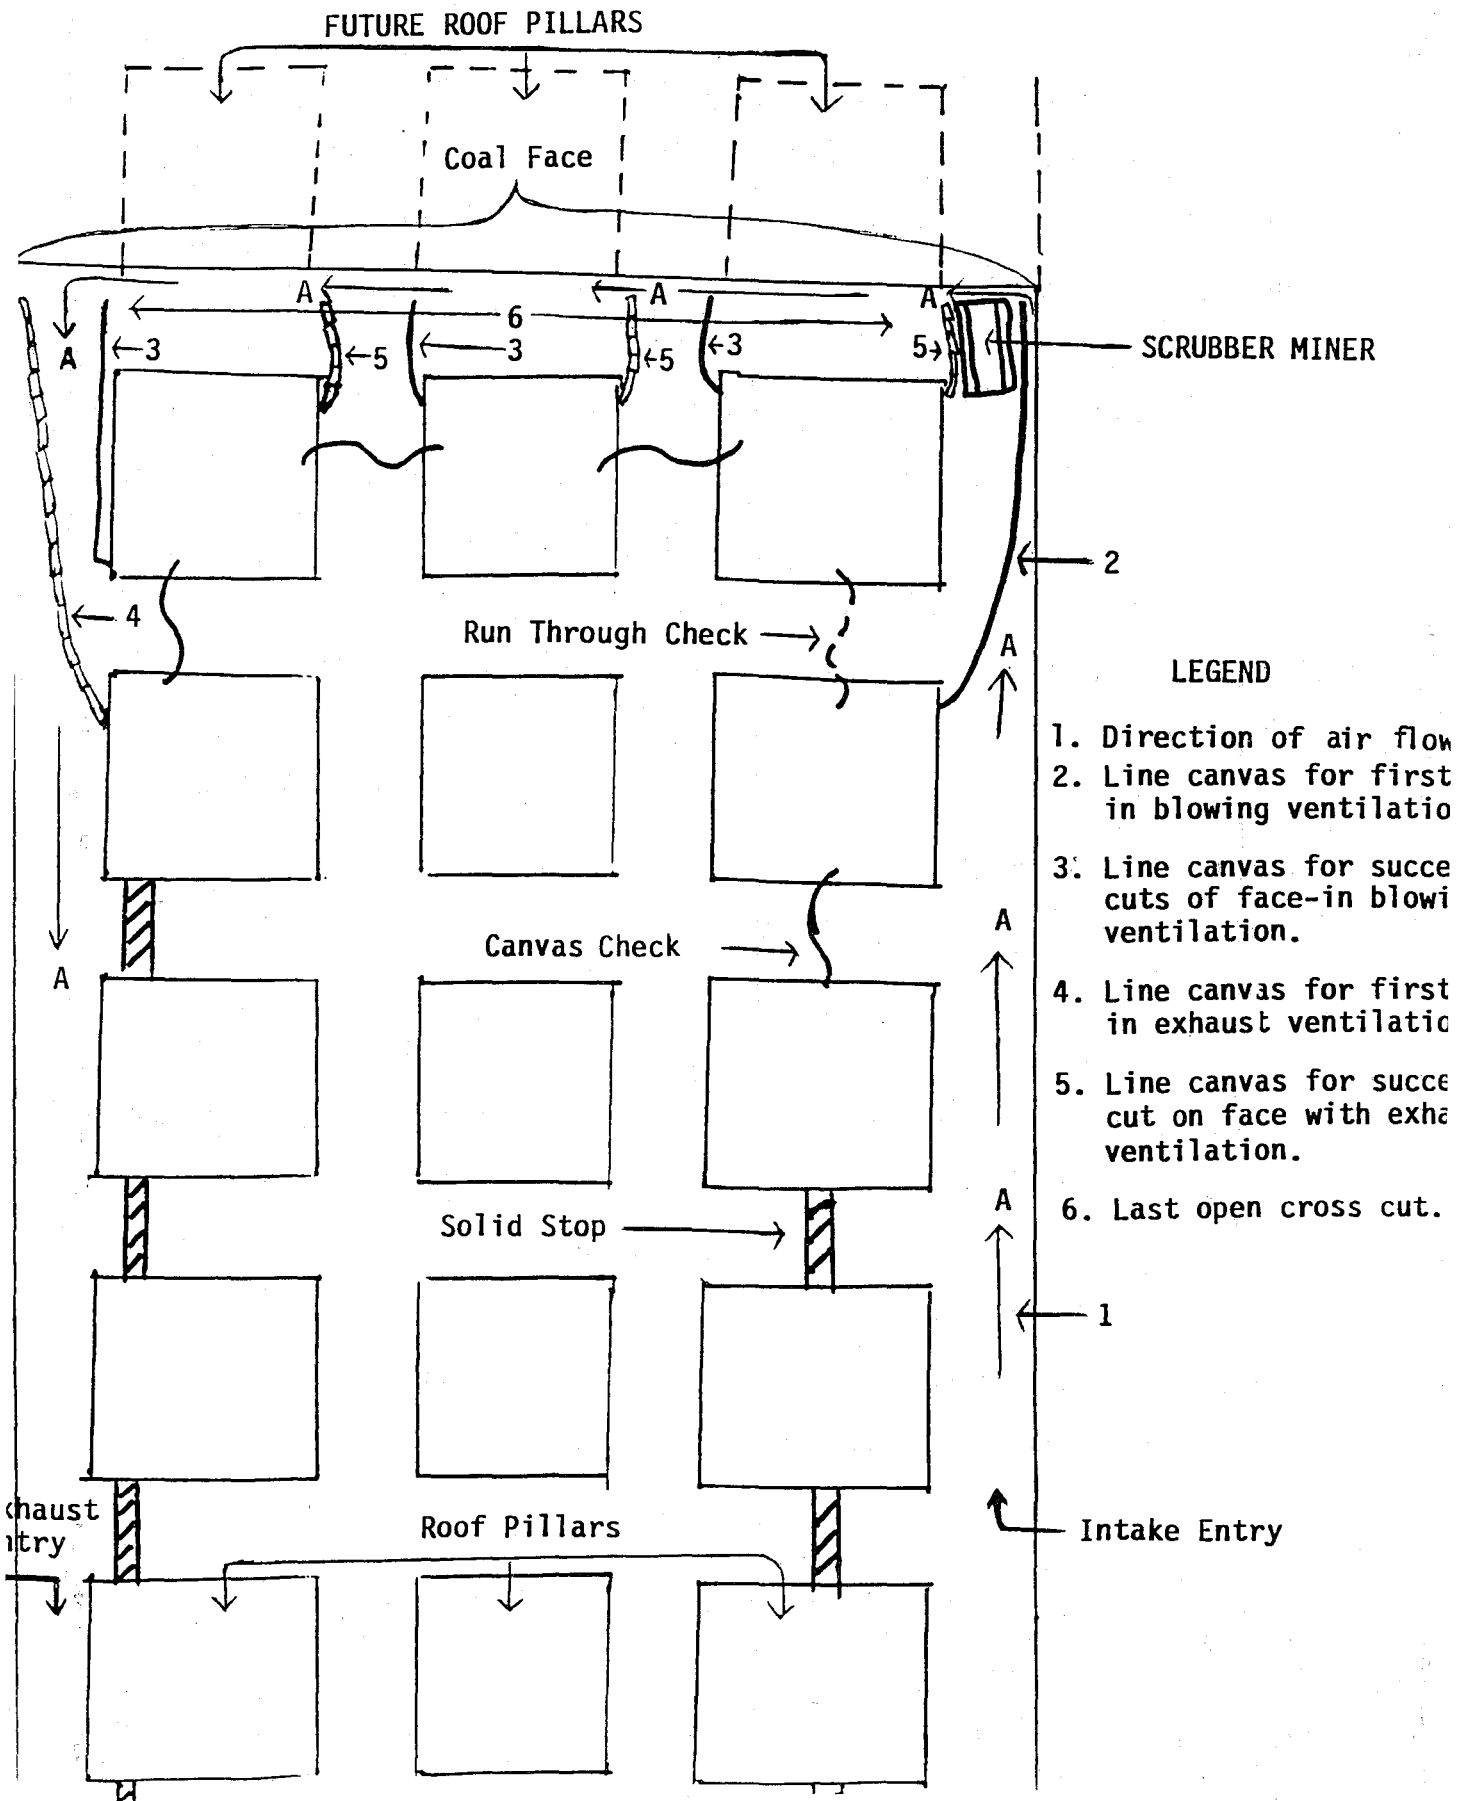 FUTURE ROOF PILLARS
Coal Face
A
A
A
6
A
3
5
3
5
3
5
SCRUBBER MINER
2
4
Run Through Check
A
LEGEND
1. Direction of air flow
2. Line canvas for first
in blowing ventilatio
3. Line canvas for succe
cuts of face-in blowi
ventilation.
A
Canvas Check
A
4. Line canvas for first
in exhaust ventilatio
5. Line canvas for succe
cut on face with exha
ventilation.
A
6. Last open cross cut.
Solid Stop
1
xhaust
ntry
Roof Pillars
Intake Entry